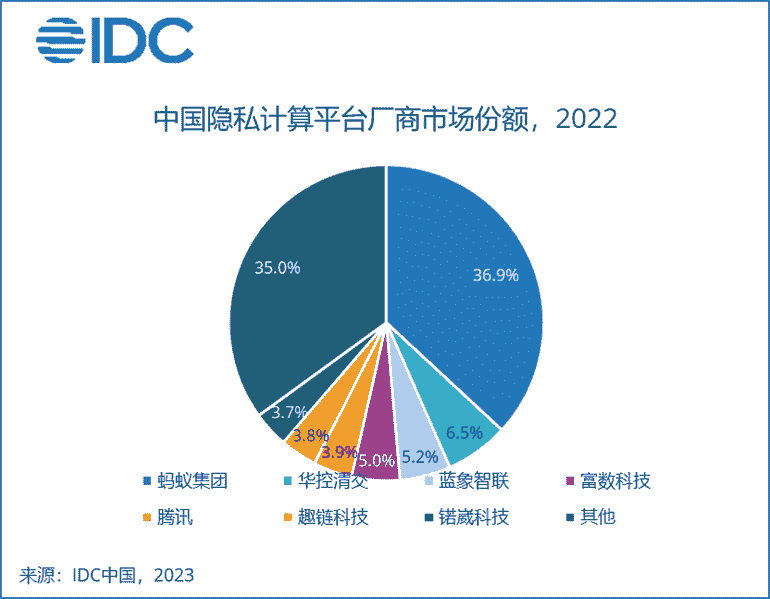 IDC
中国隐私计算平台厂商市场份额，2022
35.0%
36.9%
3.7%
3.8%
3.9%
5.0%
5.2%
6.5%
蚂蚁集团 华控清交 蓝象智联 富数科技
腾讯 趣链科技 锘崴科技 其他
来源：IDC中国，2023